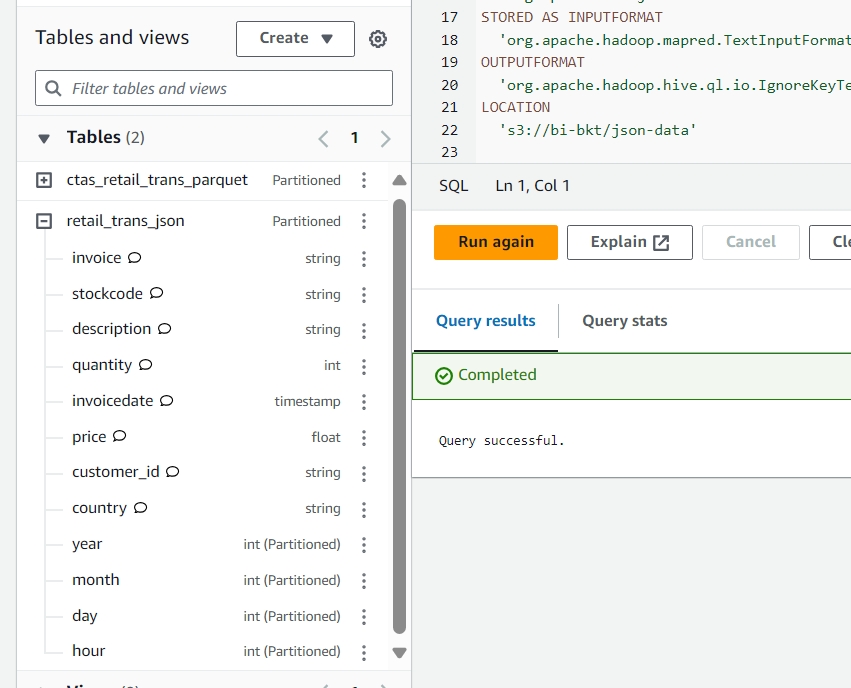 Tables and views
Create
Filter tables and views
Tables (2)
1
ctas_retail_trans_parquet Partitioned
retail_trans_json Partitioned
invoice string
stockcode string
description string
quantity int
invoicedate timestamp
price float
customer_id string
country string
year int (Partitioned)
month int (Partitioned)
day int (Partitioned)
hour int (Partitioned)
17 STORED AS INPUTFORMAT
18 'org.apache.hadoop.mapred.TextInputFormat
19 OUTPUTFORMAT
20 'org.apache.hadoop.hive.ql.io.IgnoreKeyTe
21 LOCATION
22 's3://bi-bkt/json-data'
23
SQL Ln 1, Col 1
Run again
Explain
Cancel
Cle
Query results
Query stats
Completed
Query successful.